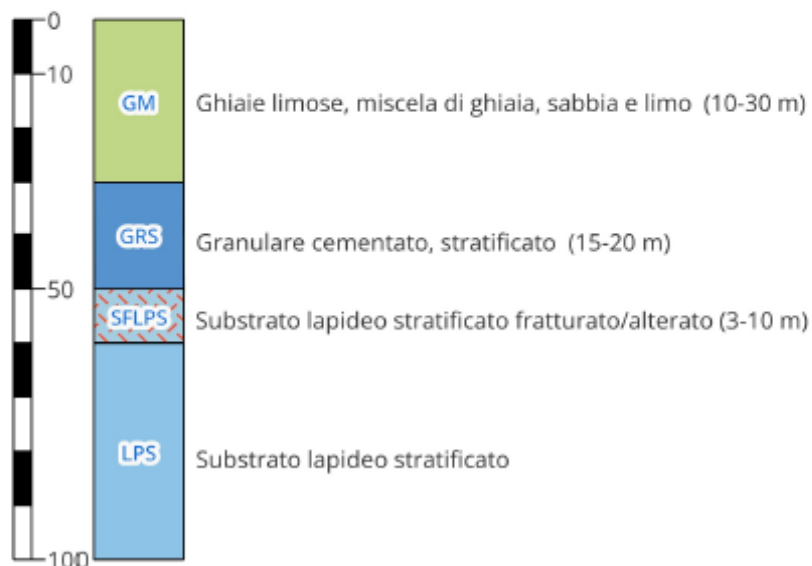 0
10
GM Ghiaie limose, miscela di ghiaia, sabbia e limo (10-30 m)
GRS Granulare cementato, stratificato (15-20 m)
50
SFLPS Substrato lapideo stratificato fratturato/alterato (3-10 m)
LPS Substrato lapideo stratificato
100